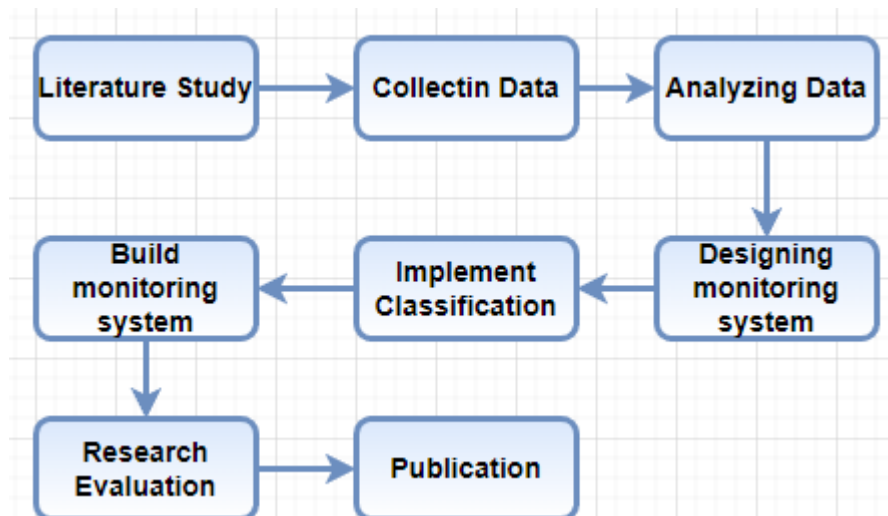 Literature Study
Collectin Data
Analyzing Data
Designing
monitoring
system
Implement
Classification
Build
monitoring
system
Research
Evaluation
Publication